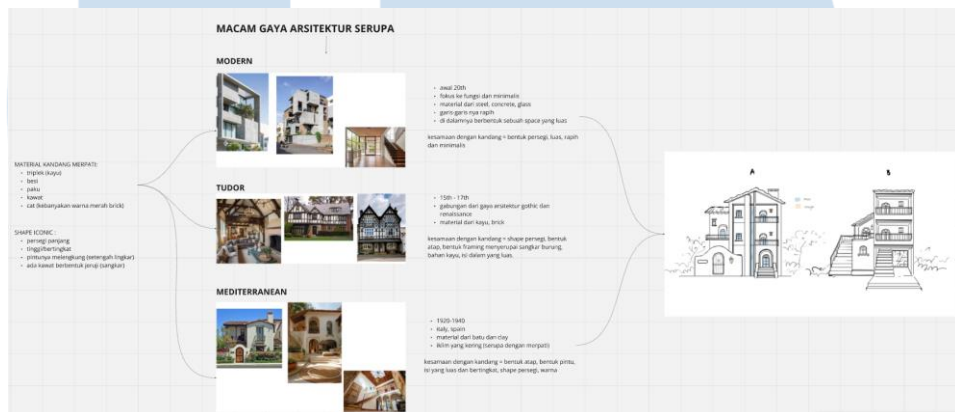 MACAM GAYA ARSITEKTUR SERUPA
MATERIAL KANDANG MERPATI:
triplek (kayu)
besi
paku
kawat
cat (kebanyakan warna merah brick)
SHAPE ICONIC :
persegi panjang
tinggi/bertingkat
pintunya melengkung (setengah lingkar)
ada kawat berbentuk jeruji (sangkar)
MODERN
awal 20th
fokus ke fungsi dan minimalis
material dari steel, concrete, glass
garis-garis nya rapih
di dalamnya berbentuk sebuah space yang luas
kesamaan dengan kandang = bentuk persegi, luas, rapih
dan minimalis
TUDOR
15th - 17th
gabungan dari gaya arsitektur gothic dan
renaissance
material dari kayu, brick
kesamaan dengan kandang = shape persegi, bentuk
atap, bentuk framing menyerupai sangkar burung,
bahan kayu, isi dalam yang luas.
MEDITERRANEAN
1920-1940
italy, spain
material dari batu dan clay
iklim yang kering (serupa dengan merpati)
kesamaan dengan kandang = bentuk atap, bentuk pintu,
isi yang luas dan bertingkat, shape persegi, warna
A
B